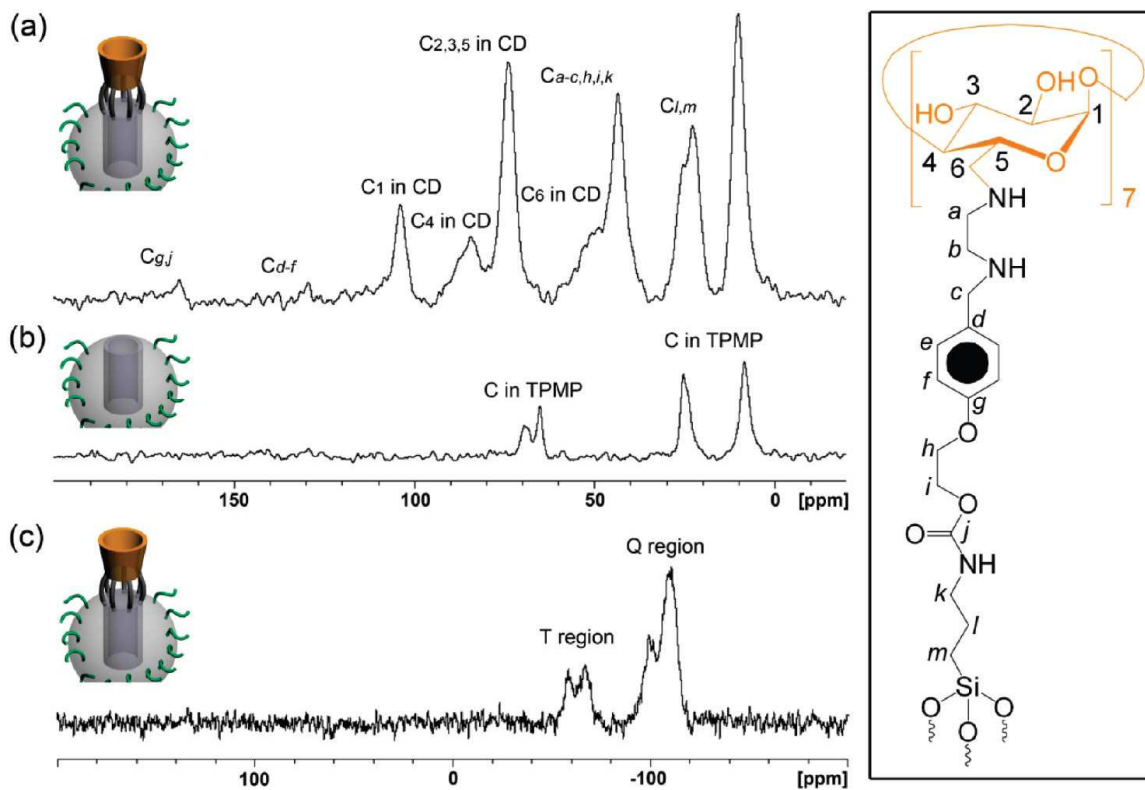 (a)
C2,3,5 in CD
Ca-c,h,i,k
Cl,m
C1 in CD
C6 in CD
C4 in CD
Cg,j
Cd-f
(b)
C in TPMP
C in TPMP
150 100 50 0 [ppm]
(c)
Q region
T region
100 0 -100 [ppm]
OH O
3
HO 2 1
4 O
6 5
7
NH
a
b
NH
c
d
e
f
g
O
h
i
O
O j
NH
k
l
m
Si
O O
O